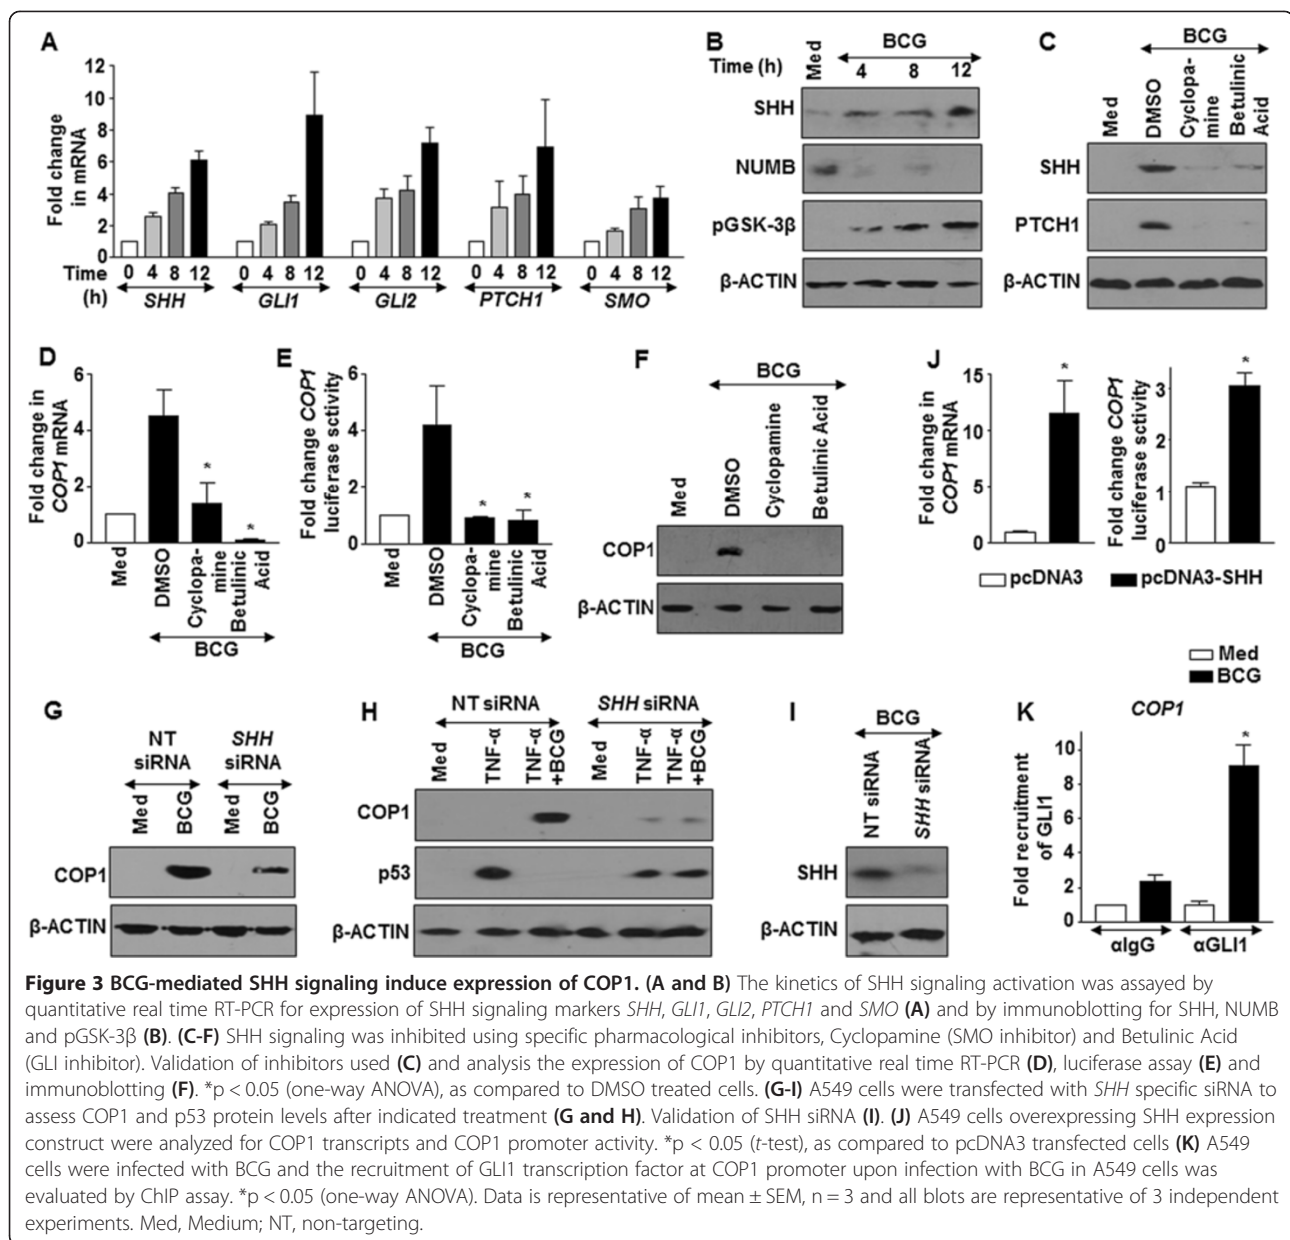 A
Fold change
in mRNA
12
10
8
6
4
2
0
Time
(h)
0 4 8 12 0 4 8 12 0 4 8 12 0 4 8 12 0 4 8 12
SHH GLI1 GLI2 PTCH1 SMO
B
BCG
Time (h) Med 4 8 12
SHH
NUMB
pGSK-3β
β-ACTIN
C
BCG
Med
DMSO
Cyclopa-
mine
Betulinic
Acid
SHH
PTCH1
β-ACTIN
D
Fold change in
COP1 mRNA
6
4
2
0
Med
DMSO
Cyclopa-
mine
Betulinic
Acid
* *
BCG
E
Fold change COP1
luciferase sctivity
6
4
2
0
Med
DMSO
Cyclopa-
mine
Betulinic
Acid
* *
BCG
F
BCG
Med
DMSO
Cyclopamine
Betulinic Acid
COP1
β-ACTIN
J
Fold change in
COP1 mRNA
15
10
5
0
*
Fold change COP1
luciferase sctivity
3
2
1
0
*
pcDNA3 pcDNA3-SHH
G
NT
siRNA
SHH
siRNA
Med
BCG
Med
BCG
COP1
β-ACTIN
H
NT siRNA SHH siRNA
Med
TNF-α
TNF-α
+BCG
Med
TNF-α
TNF-α
+BCG
COP1
p53
β-ACTIN
I
BCG
NT siRNA
SHH siRNA
SHH
β-ACTIN
Med
BCG
K
COP1
Fold recruitment
of GLI1
10
8
6
4
2
0
*
αIgG αGLI1
Figure 3 BCG-mediated SHH signaling induce expression of COP1. (A and B) The kinetics of SHH signaling activation was assayed by
quantitative real time RT-PCR for expression of SHH signaling markers SHH, GLI1, GLI2, PTCH1 and SMO (A) and by immunoblotting for SHH, NUMB
and pGSK-3β (B). (C-F) SHH signaling was inhibited using specific pharmacological inhibitors, Cyclopamine (SMO inhibitor) and Betulinic Acid
(GLI inhibitor). Validation of inhibitors used (C) and analysis the expression of COP1 by quantitative real time RT-PCR (D), luciferase assay (E) and
immunoblotting (F). *p < 0.05 (one-way ANOVA), as compared to DMSO treated cells. (G-I) A549 cells were transfected with SHH specific siRNA to
assess COP1 and p53 protein levels after indicated treatment (G and H). Validation of SHH siRNA (I). (J) A549 cells overexpressing SHH expression
construct were analyzed for COP1 transcripts and COP1 promoter activity. *p < 0.05 (t-test), as compared to pcDNA3 transfected cells (K) A549
cells were infected with BCG and the recruitment of GLI1 transcription factor at COP1 promoter upon infection with BCG in A549 cells was
evaluated by ChIP assay. *p < 0.05 (one-way ANOVA). Data is representative of mean ± SEM, n = 3 and all blots are representative of 3 independent
experiments. Med, Medium; NT, non-targeting.